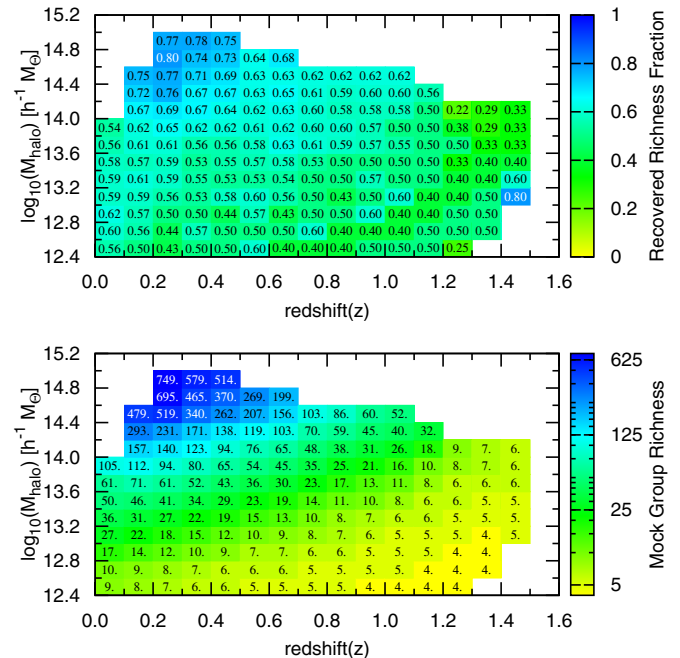 15.2 1
0.77 0.78 0.75
14.8 0.80 0.74 0.73 0.64 0.68
0.75 0.77 0.71 0.69 0.63 0.63 0.62 0.62 0.62 0.62 0.8
14.4 0.72 0.76 0.67 0.68 0.62 0.65 0.61 0.59 0.60 0.60 0.56
0.67 0.69 0.67 0.64 0.62 0.61 0.60 0.58 0.58 0.58 0.50 0.22 0.29 0.33
14.0 0.54 0.62 0.65 0.62 0.62 0.61 0.62 0.60 0.60 0.57 0.50 0.50 0.38 0.29 0.33 0.6
0.56 0.61 0.61 0.56 0.58 0.55 0.56 0.60 0.58 0.50 0.50 0.50 0.50 0.33 0.33
13.6 0.58 0.57 0.59 0.53 0.53 0.54 0.58 0.53 0.50 0.50 0.50 0.50 0.33 0.40 0.40
0.59 0.61 0.59 0.55 0.53 0.55 0.57 0.50 0.50 0.57 0.50 0.50 0.40 0.40 0.60 0.4
13.2 0.59 0.59 0.56 0.53 0.58 0.50 0.56 0.50 0.43 0.50 0.60 0.40 0.40 0.50 0.80
0.62 0.57 0.50 0.50 0.44 0.57 0.43 0.50 0.50 0.60 0.40 0.40 0.50 0.50 0.2
12.8 0.60 0.56 0.44 0.57 0.50 0.50 0.50 0.60 0.40 0.40 0.40 0.50 0.50 0.50
0.56 0.50 0.43 0.50 0.50 0.60 0.40 0.40 0.40 0.50 0.50 0.50 0.25
12.4 0
0.0 0.2 0.4 0.6 0.8 1.0 1.2 1.4 1.6
redshift(z)
log10(Mhalo) [h-1 MΘ]
Recovered Richness Fraction
15.2 625
749. 579. 514.
14.8 695. 465. 370. 269. 199.
479. 519. 340. 262. 207. 156. 103. 86. 60. 52.
14.4 293. 231. 171. 138. 119. 103. 70. 59. 45. 40. 32. 125
157. 140. 123. 94. 76. 65. 48. 38. 31. 26. 18. 9. 7. 6.
14.0 105. 112. 94. 80. 65. 54. 45. 35. 25. 21. 16. 10. 8. 7. 6.
61. 71. 61. 52. 43. 36. 30. 23. 17. 13. 11. 8. 6. 6. 6.
13.6 50. 46. 41. 34. 29. 23. 19. 14. 11. 10. 8. 6. 6. 5. 5. 25
36. 31. 27. 22. 19. 15. 13. 10. 8. 7. 6. 6. 5. 5. 5.
13.2 27. 22. 18. 15. 12. 10. 9. 8. 7. 6. 5. 5. 5. 4. 5.
17. 14. 12. 10. 9. 7. 7. 6. 6. 5. 5. 5. 4. 4.
12.8 10. 9. 8. 7. 6. 6. 6. 5. 5. 5. 5. 4. 4. 4.
9. 8. 7. 6. 6. 5. 5. 5. 5. 4. 4. 4. 4. 5
12.4
0.0 0.2 0.4 0.6 0.8 1.0 1.2 1.4 1.6
redshift(z)
log10(Mhalo) [h-1 MΘ]
Mock Group Richness